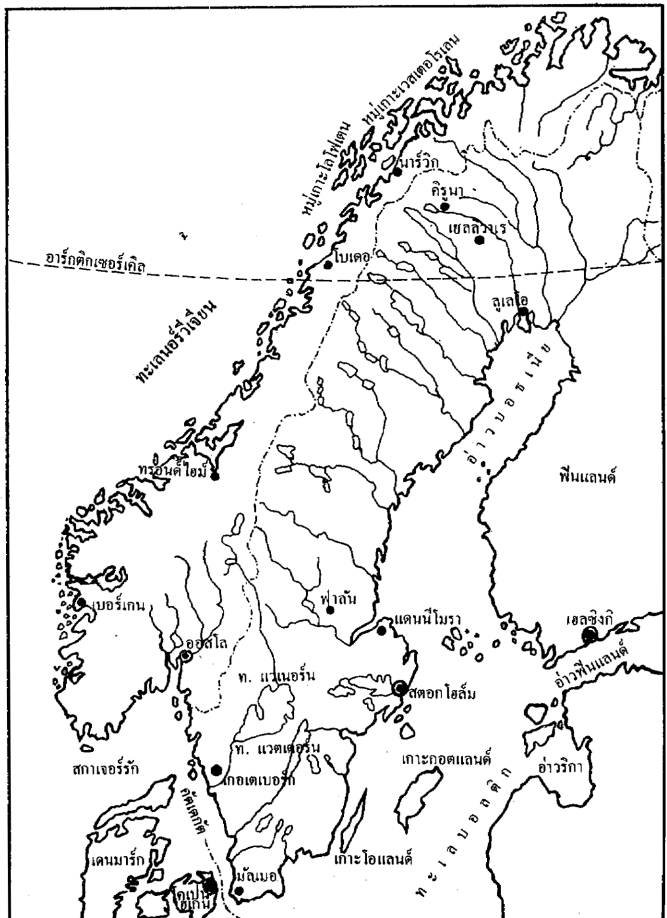 หมู่เกาะเวสเตอโรเลน
หมู่เกาะโลโฟเตน
นาร์วิก
คิรูนา
เยลลิวาเร
อาร์กติกเซอร์เคิล
โบเดอ
ลูเลโอ
ทะเลนอร์วีเจียน
อ่าวบอธเนีย
ทรอนด์ไฮม์
ฟินแลนด์
เบอร์เกน
ฟาลัน
แดนนีโมรา
เฮลซิงกิ
ออสโล
อ่าวฟินแลนด์
ท. แวเนอร์น
สตอกโฮล์ม
ท. แวตเตอร์น
เกาะกอตแลนด์
สกาเจอร์รัก
เกอเตเบอร์ก
อ่าวริกา
คัตเตกัต
เดนมาร์ก
เกาะโอแลนด์
ทะเลบอลติก
มัลเมอ
โคเปน
เฮเกน